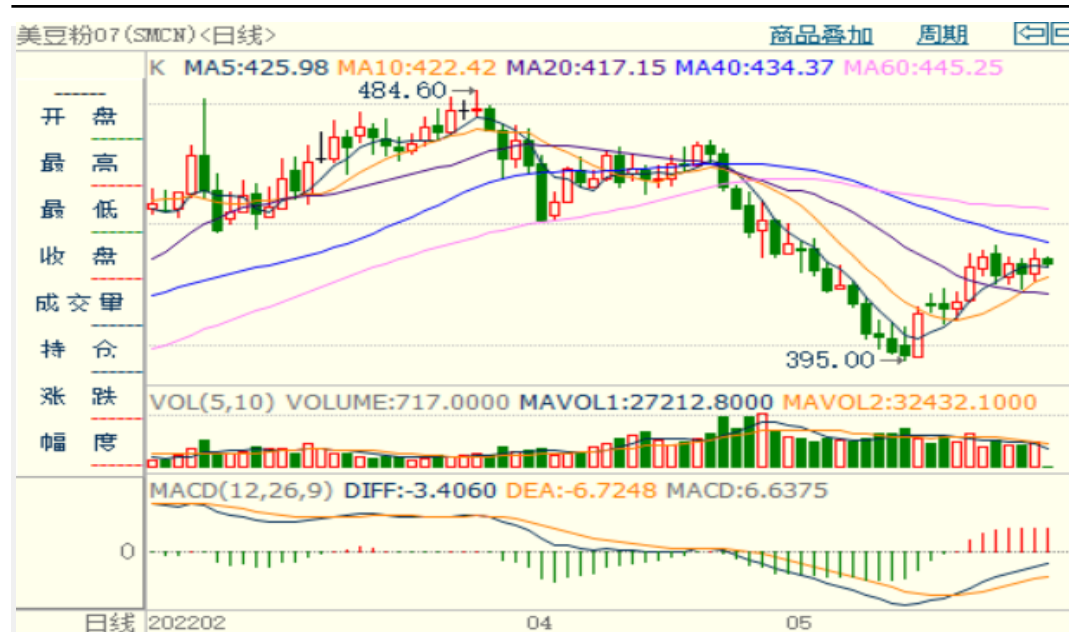 美豆粉07(SMCN)<日线> 商品叠加 周期
K MA5:425.98 MA10:422.42 MA20:417.15 MA40:434.37 MA60:445.25
484.60
开 盘
最 高
最 低
收 盘
成 交 量
持 仓
涨 跌
幅 度
395.00
VOL(5,10) VOLUME:717.0000 MAVOL1:27212.8000 MAVOL2:32432.1000
MACD(12,26,9) DIFF:-3.4060 DEA:-6.7248 MACD:6.6375
0
日线 202202 04 05